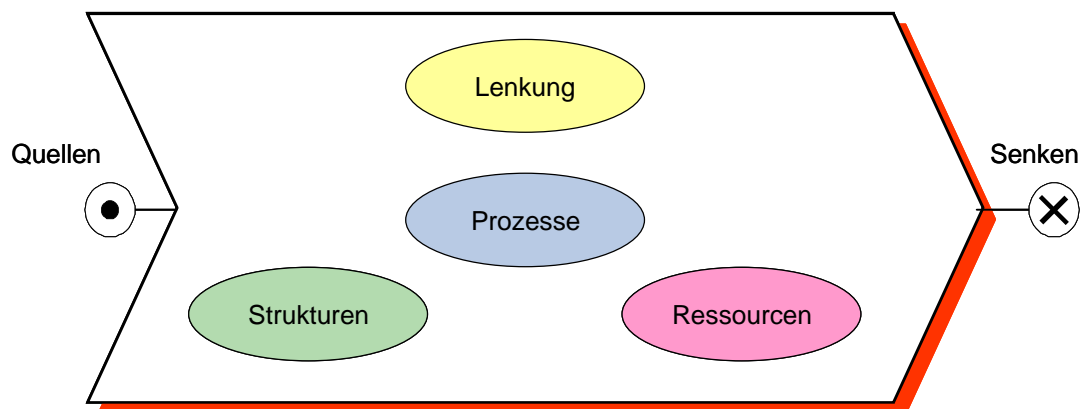 Lenkung
Quellen
Senken
Prozesse
Strukturen
Ressourcen